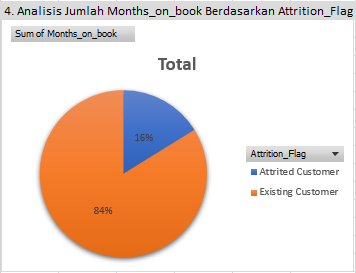 4. Analisis Jumlah Months_on_book Berdasarkan Attrition_Flag
Sum of Months_on_book
Total
16%
84%
Attrition_Flag
Attrited Customer
Existing Customer